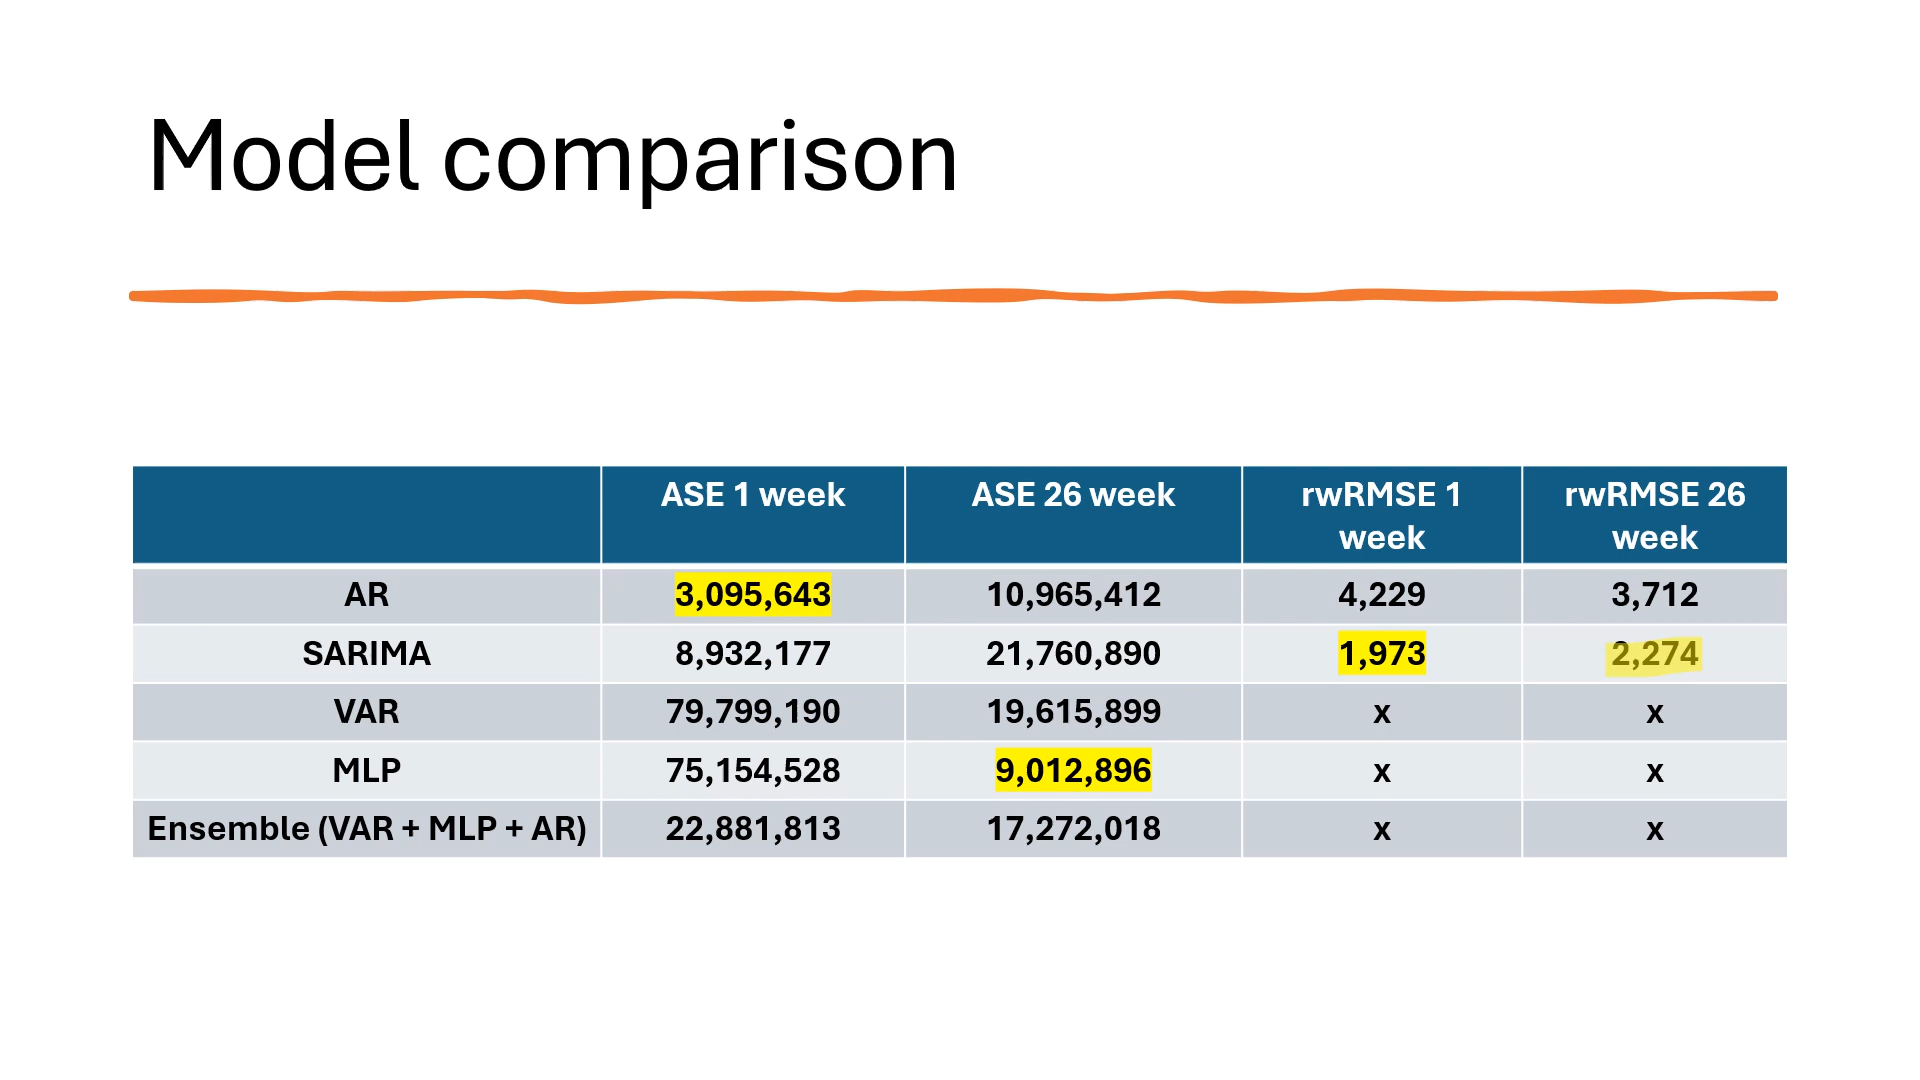 Model comparison
ASE 1 week ASE 26 week rwRMSE 1 week rwRMSE 26 week
AR 3,095,643 10,965,412 4,229 3,712
SARIMA 8,932,177 21,760,890 1,973 2,274
VAR 79,799,190 19,615,899 x x
MLP 75,154,528 9,012,896 x x
Ensemble (VAR + MLP + AR) 22,881,813 17,272,018 x x